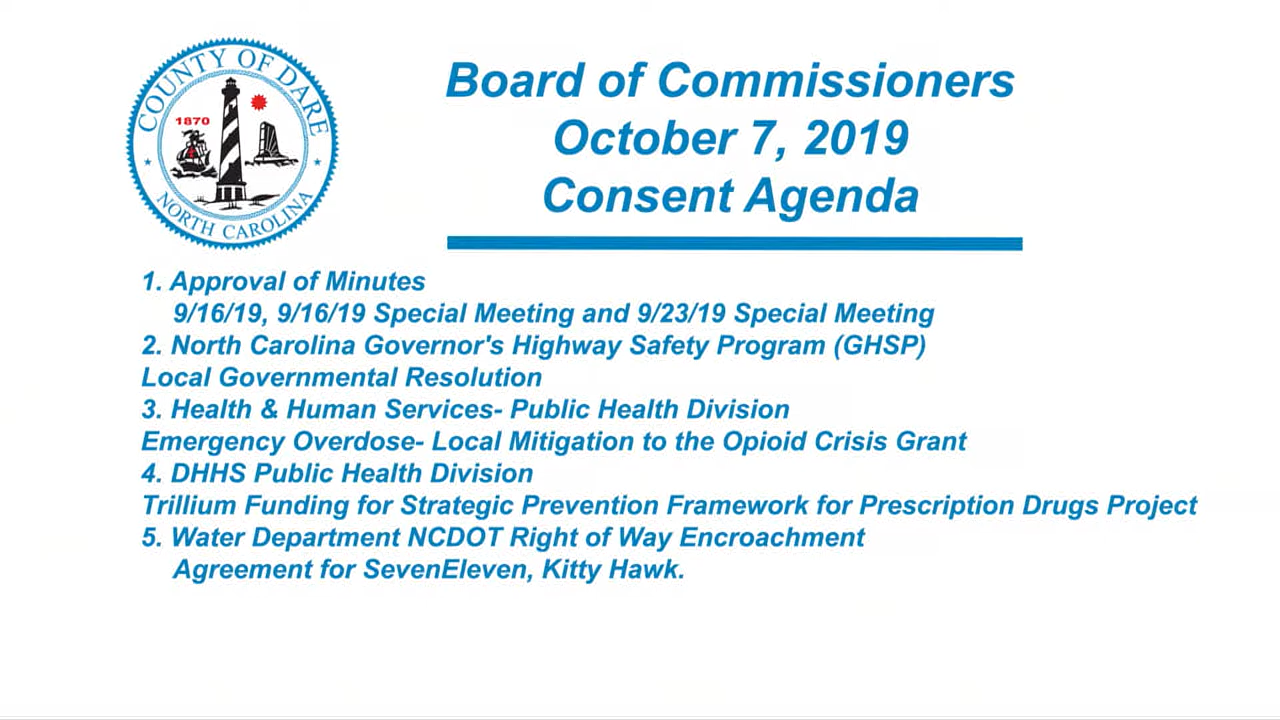 COUNTY OF DARE
1870
NORTH CAROLINA
Board of Commissioners
October 7, 2019
Consent Agenda
1. Approval of Minutes
9/16/19, 9/16/19 Special Meeting and 9/23/19 Special Meeting
2. North Carolina Governor's Highway Safety Program (GHSP)
Local Governmental Resolution
3. Health & Human Services- Public Health Division
Emergency Overdose- Local Mitigation to the Opioid Crisis Grant
4. DHHS Public Health Division
Trillium Funding for Strategic Prevention Framework for Prescription Drugs Project
5. Water Department NCDOT Right of Way Encroachment
Agreement for SevenEleven, Kitty Hawk.